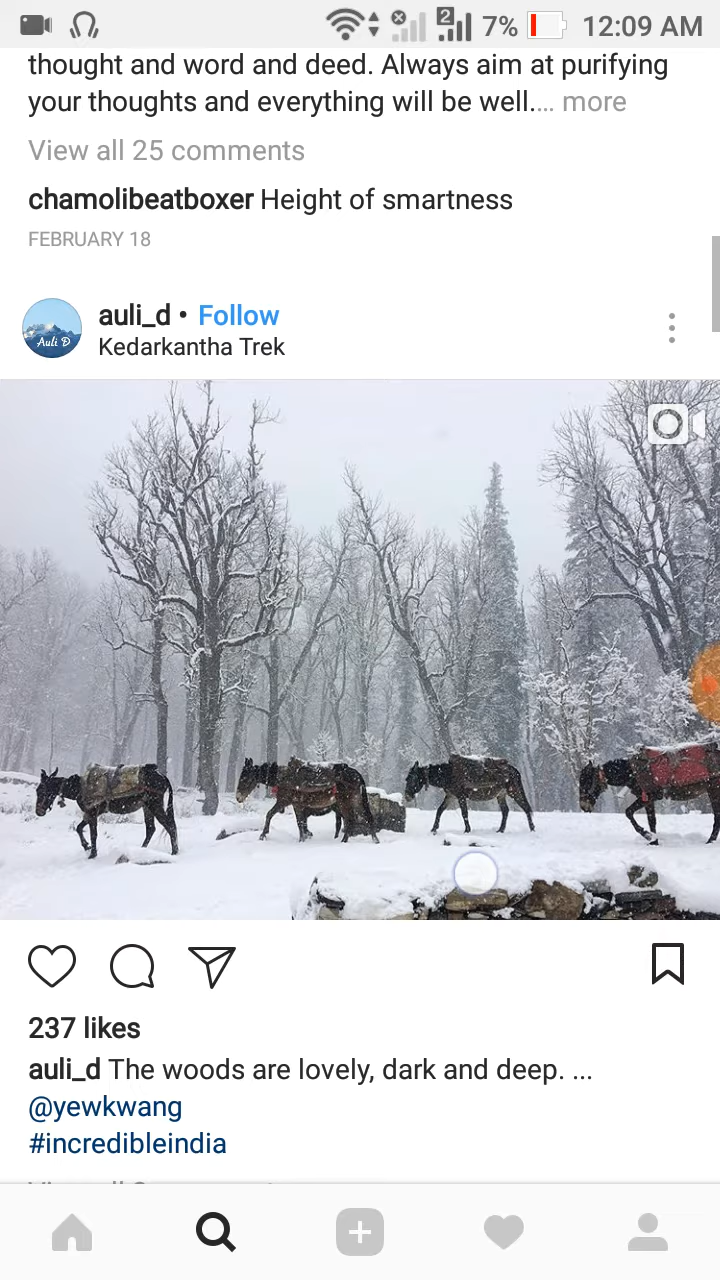 2 7% 12:09 AM
thought and word and deed. Always aim at purifying
your thoughts and everything will be well.... more
View all 25 comments
chamolibeatboxer Height of smartness
FEBRUARY 18
auli_d • Follow
Auli D
Kedarkantha Trek
237 likes
auli_d The woods are lovely, dark and deep. ...
@yewkwang
#incredibleindia